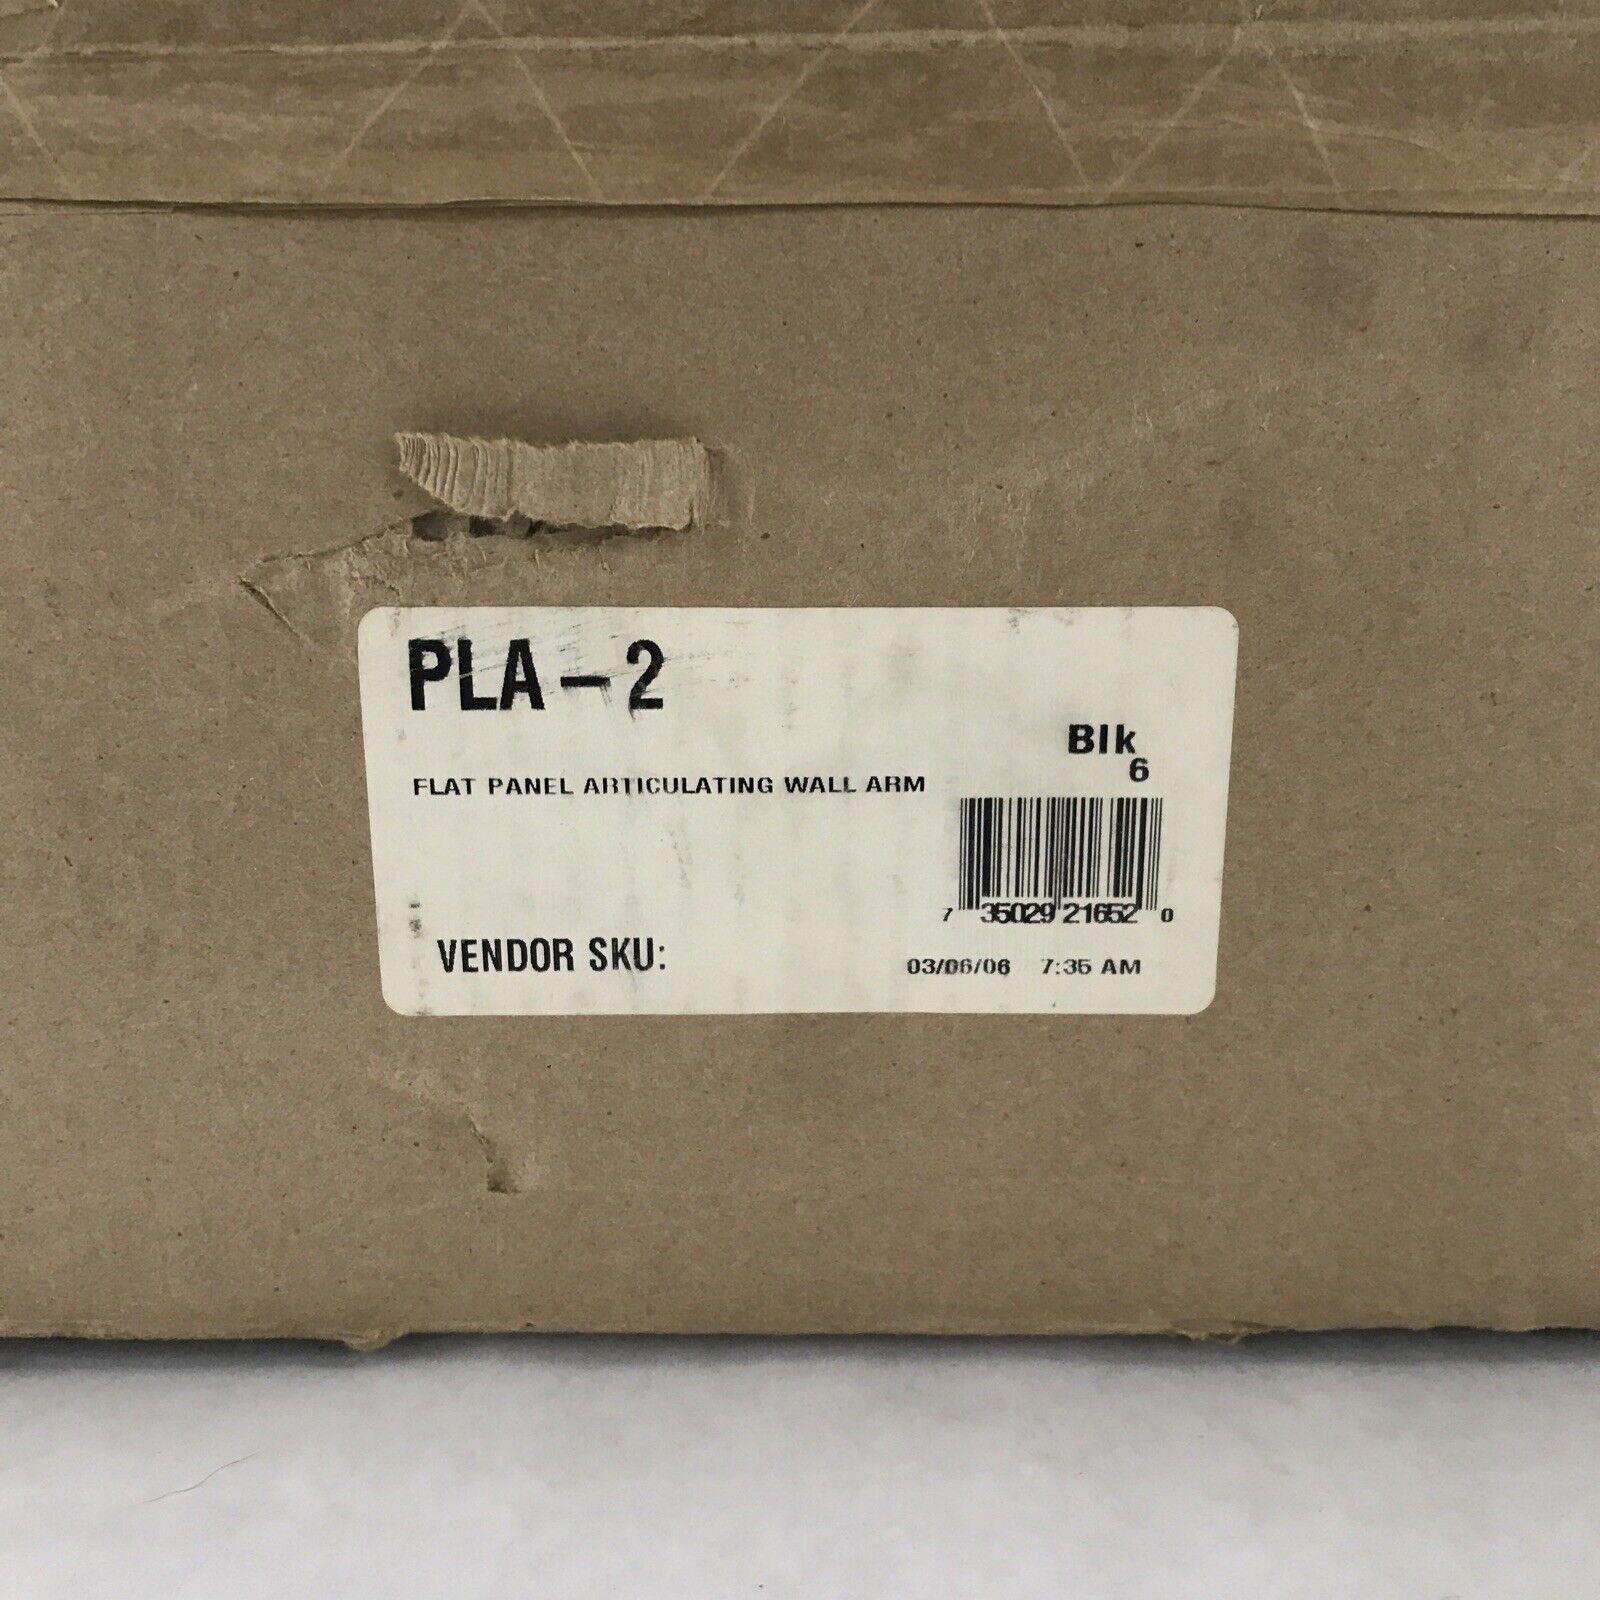 PLA-2
Blk
6
FLAT PANEL ARTICULATING WALL ARM
7 35029 21652 0
VENDOR SKU:
03/06/06 7:35 AM